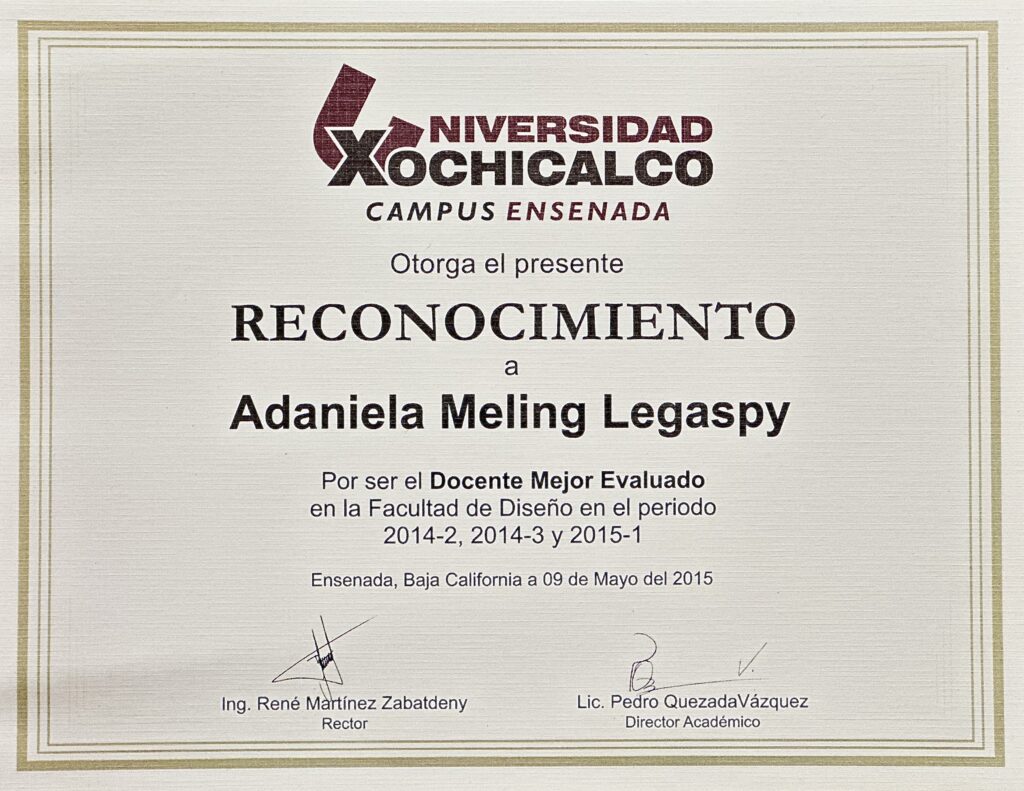 UNIVERSIDAD
XOCHICALCO
CAMPUS ENSENADA
Otorga el presente
RECONOCIMIENTO
a
Adaniela Meling Legaspy
Por ser el Docente Mejor Evaluado
en la Facultad de Diseño en el periodo
2014-2, 2014-3 y 2015-1
Ensenada, Baja California a 09 de Mayo del 2015
Ing. René Martínez Zabatdeny
Rector
Lic. Pedro QuezadaVázquez
Director Académico